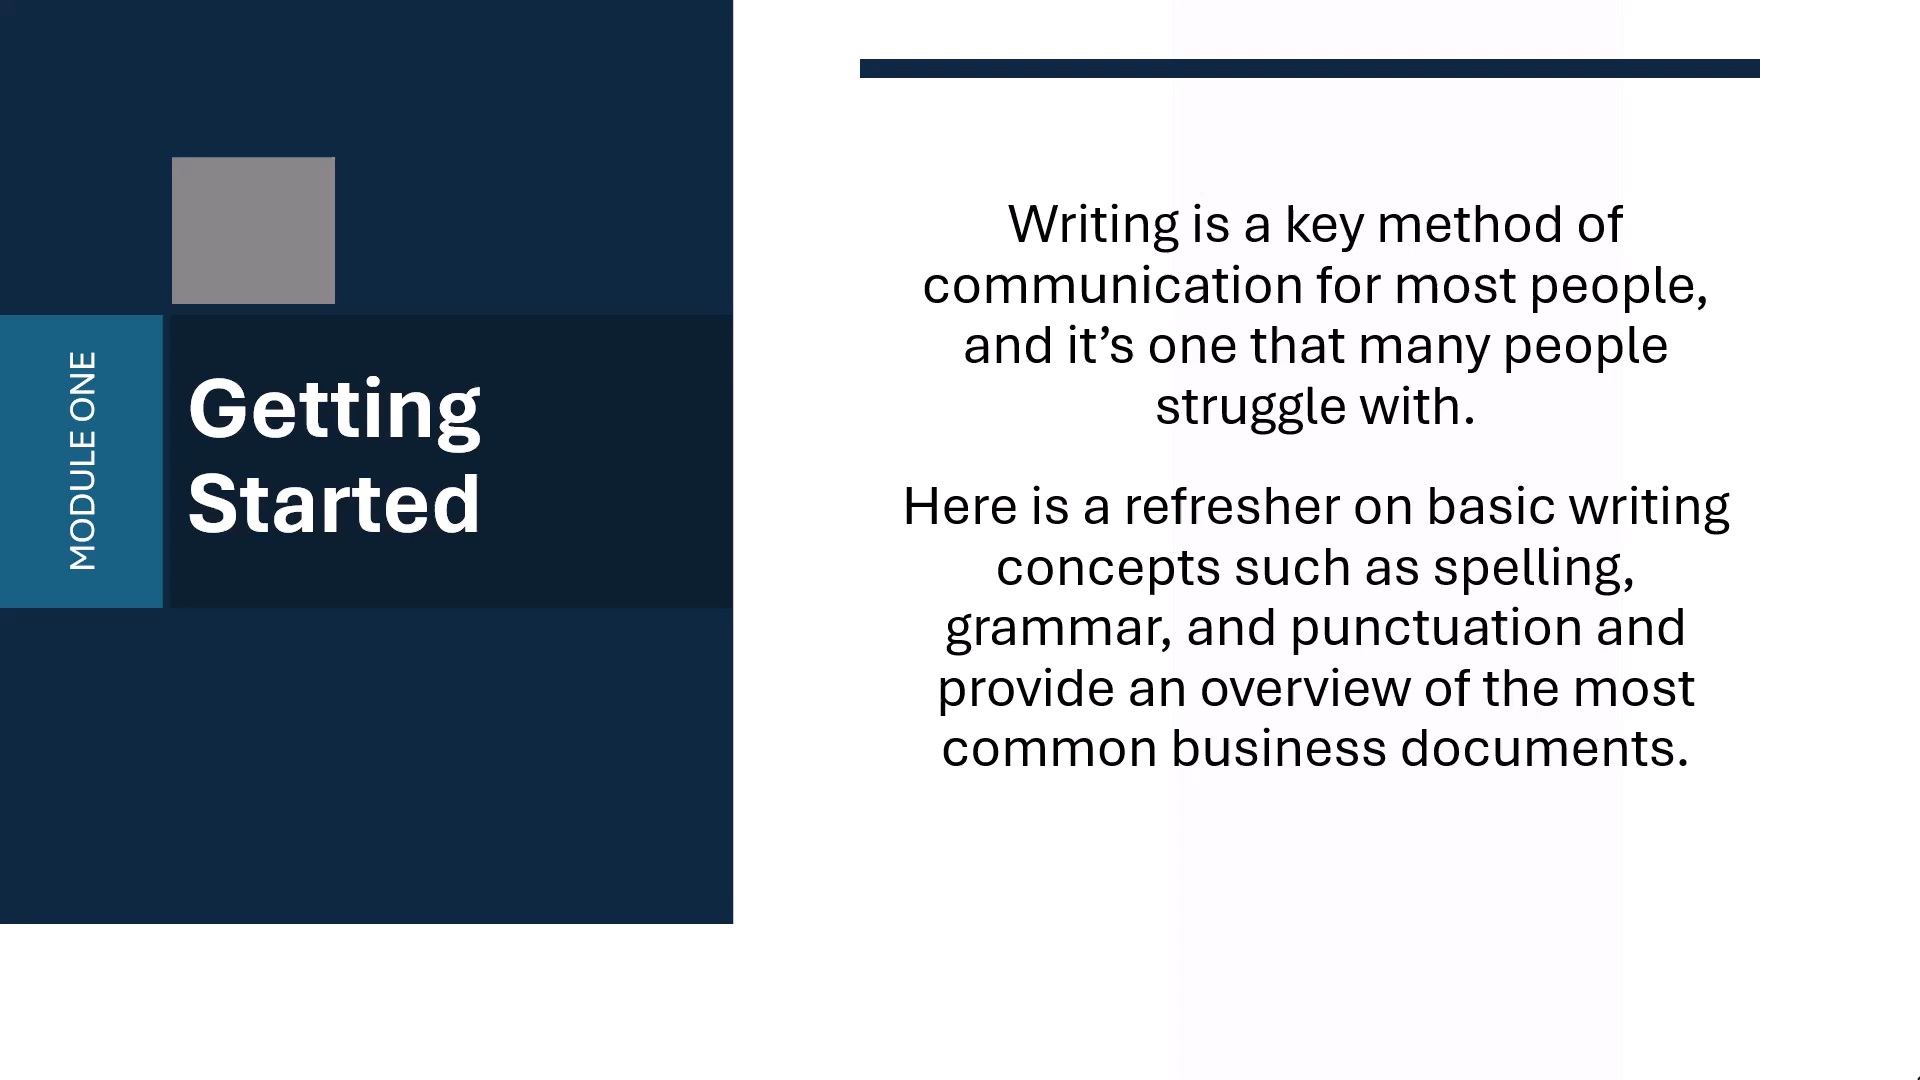 MODULE ONE
Getting
Started
Writing is a key method of
communication for most people,
and it’s one that many people
struggle with.
Here is a refresher on basic writing
concepts such as spelling,
grammar, and punctuation and
provide an overview of the most
common business documents.